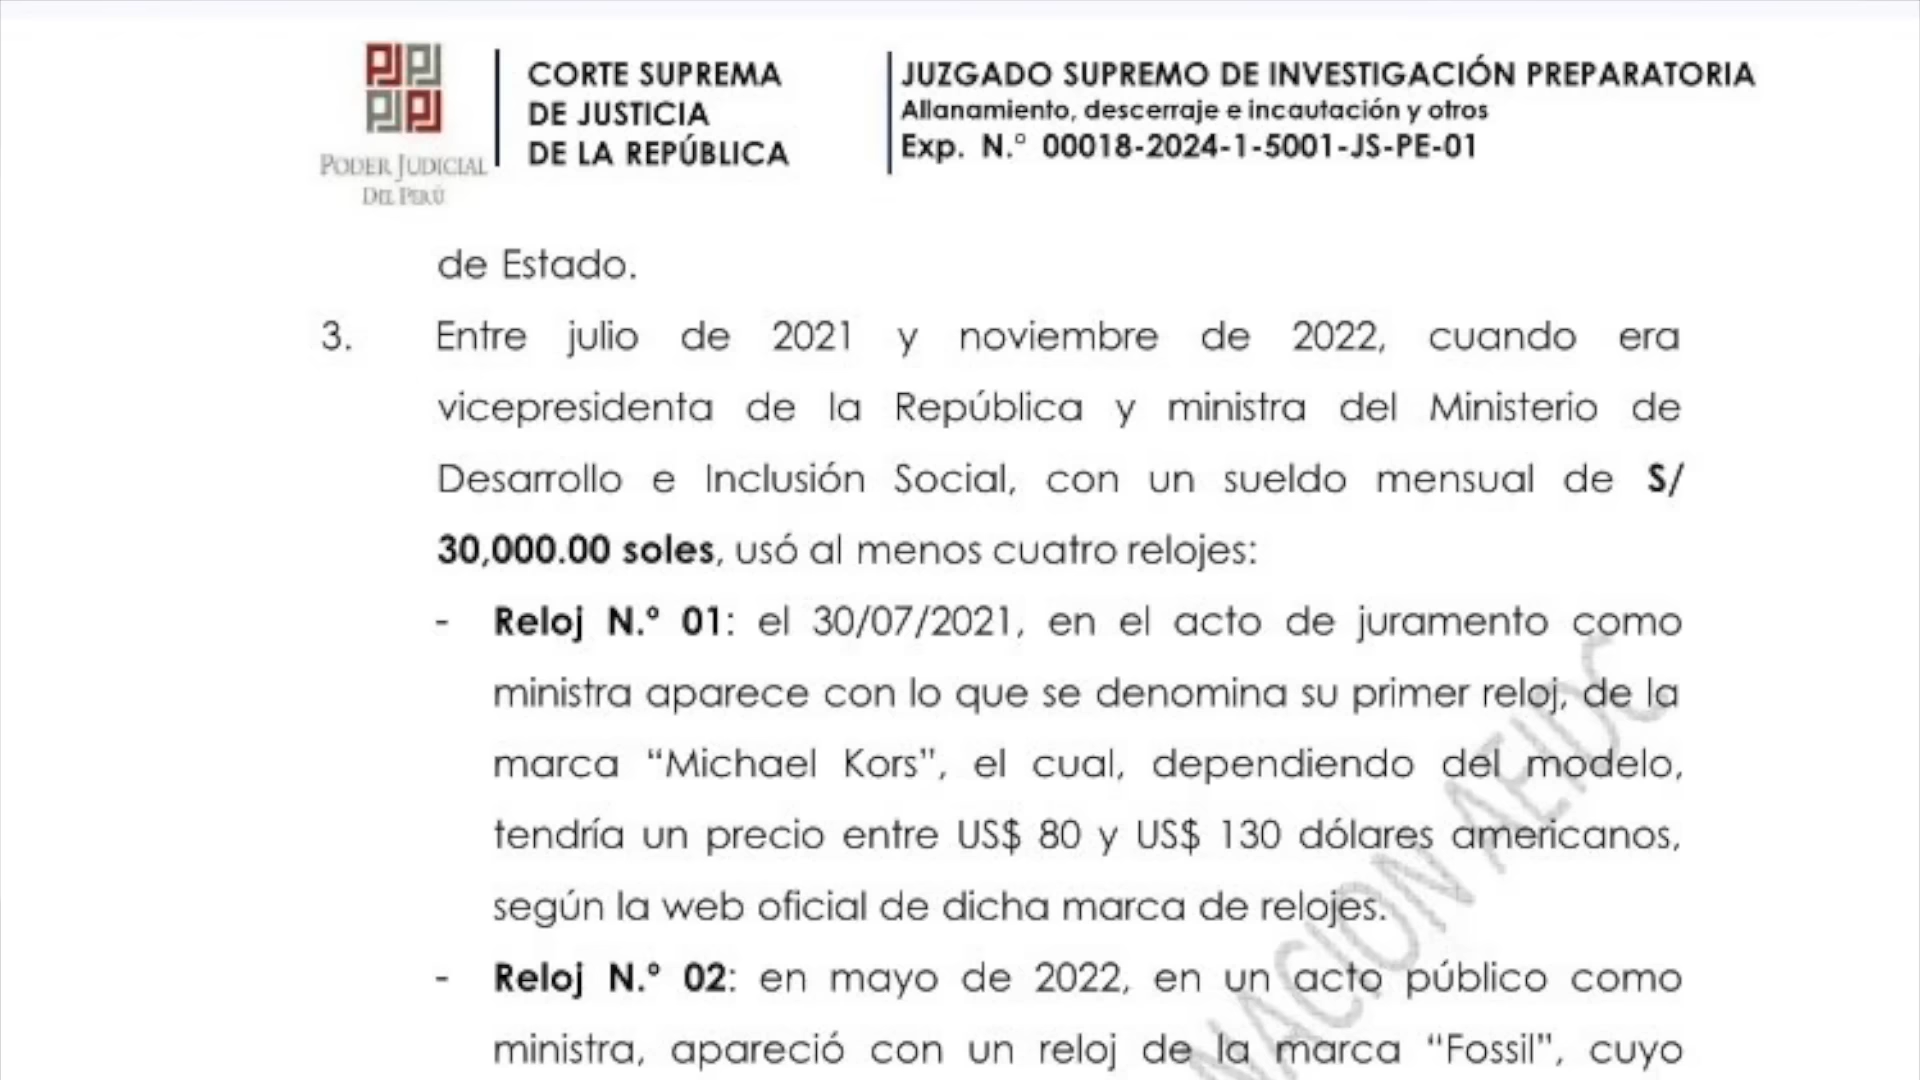 PODER JUDICIAL
DEL PERÚ
CORTE SUPREMA
DE JUSTICIA
DE LA REPÚBLICA
JUZGADO SUPREMO DE INVESTIGACIÓN PREPARATORIA
Allanamiento, descerraje e incautación y otros
Exp. N.° 00018-2024-1-5001-JS-PE-01
de Estado.
3. Entre julio de 2021 y noviembre de 2022, cuando era
vicepresidenta de la República y ministra del Ministerio de
Desarrollo e Inclusión Social, con un sueldo mensual de S/
30,000.00 soles, usó al menos cuatro relojes:
- Reloj N.° 01: el 30/07/2021, en el acto de juramento como
ministra aparece con lo que se denomina su primer reloj, de la
marca “Michael Kors”, el cual, dependiendo del modelo,
tendría un precio entre US$ 80 y US$ 130 dólares americanos,
según la web oficial de dicha marca de relojes.
- Reloj N.° 02: en mayo de 2022, en un acto público como
ministra, apareció con un reloj de la marca “Fossil”, cuyo